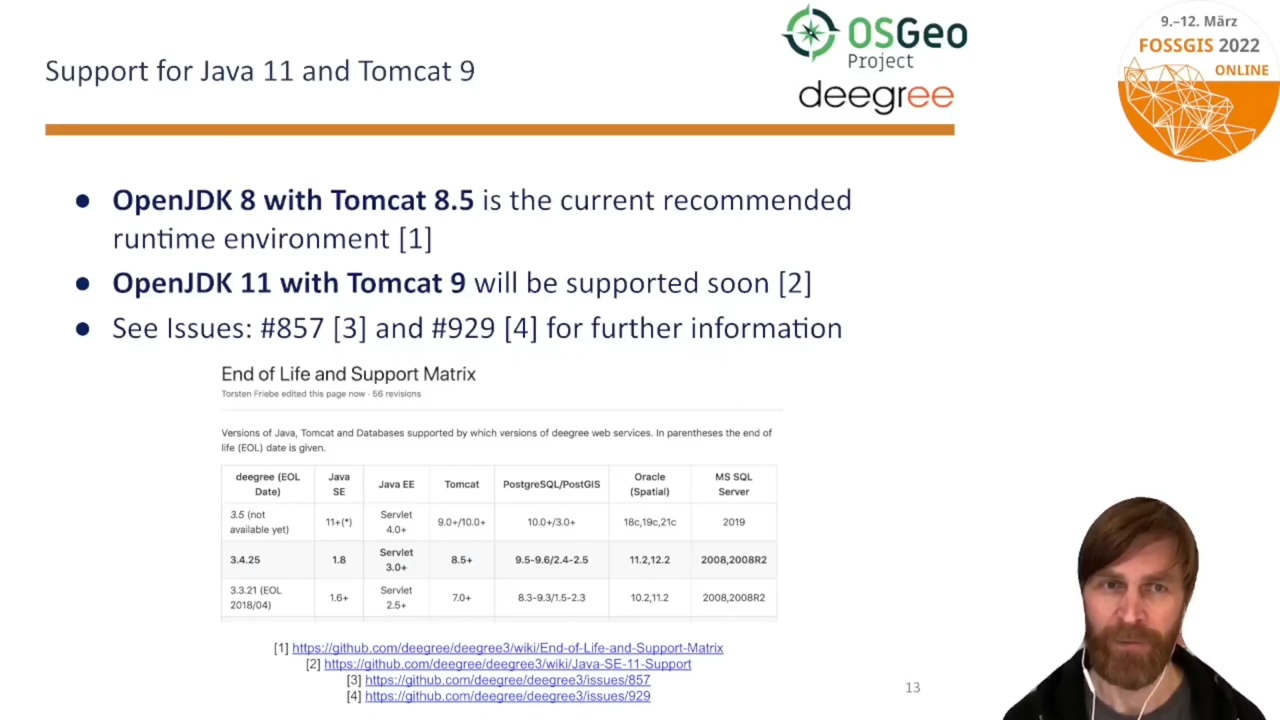 Support for Java 11 and Tomcat 9
OSGeo
Project
deegree
9.–12. März
FOSSGIS 2022
ONLINE
● OpenJDK 8 with Tomcat 8.5 is the current recommended
runtime environment [1]
● OpenJDK 11 with Tomcat 9 will be supported soon [2]
● See Issues: #857 [3] and #929 [4] for further information
End of Life and Support Matrix
Torsten Friebe edited this page now · 56 revisions
Versions of Java, Tomcat and Databases supported by which versions of deegree web services. In parentheses the end of
life (EOL) date is given.
deegree (EOL Date) Java SE Java EE Tomcat PostgreSQL/PostGIS Oracle (Spatial) MS SQL Server
3.5 (not available yet) 11+(*) Servlet 4.0+ 9.0+/10.0+ 10.0+/3.0+ 18c,19c,21c 2019
3.4.25 1.8 Servlet 3.0+ 8.5+ 9.5-9.6/2.4-2.5 11.2,12.2 2008,2008R2
3.3.21 (EOL 2018/04) 1.6+ Servlet 2.5+ 7.0+ 8.3-9.3/1.5-2.3 10.2,11.2 2008,2008R2
[1] https://github.com/deegree/deegree3/wiki/End-of-Life-and-Support-Matrix
[2] https://github.com/deegree/deegree3/wiki/Java-SE-11-Support
[3] https://github.com/deegree/deegree3/issues/857
[4] https://github.com/deegree/deegree3/issues/929
13